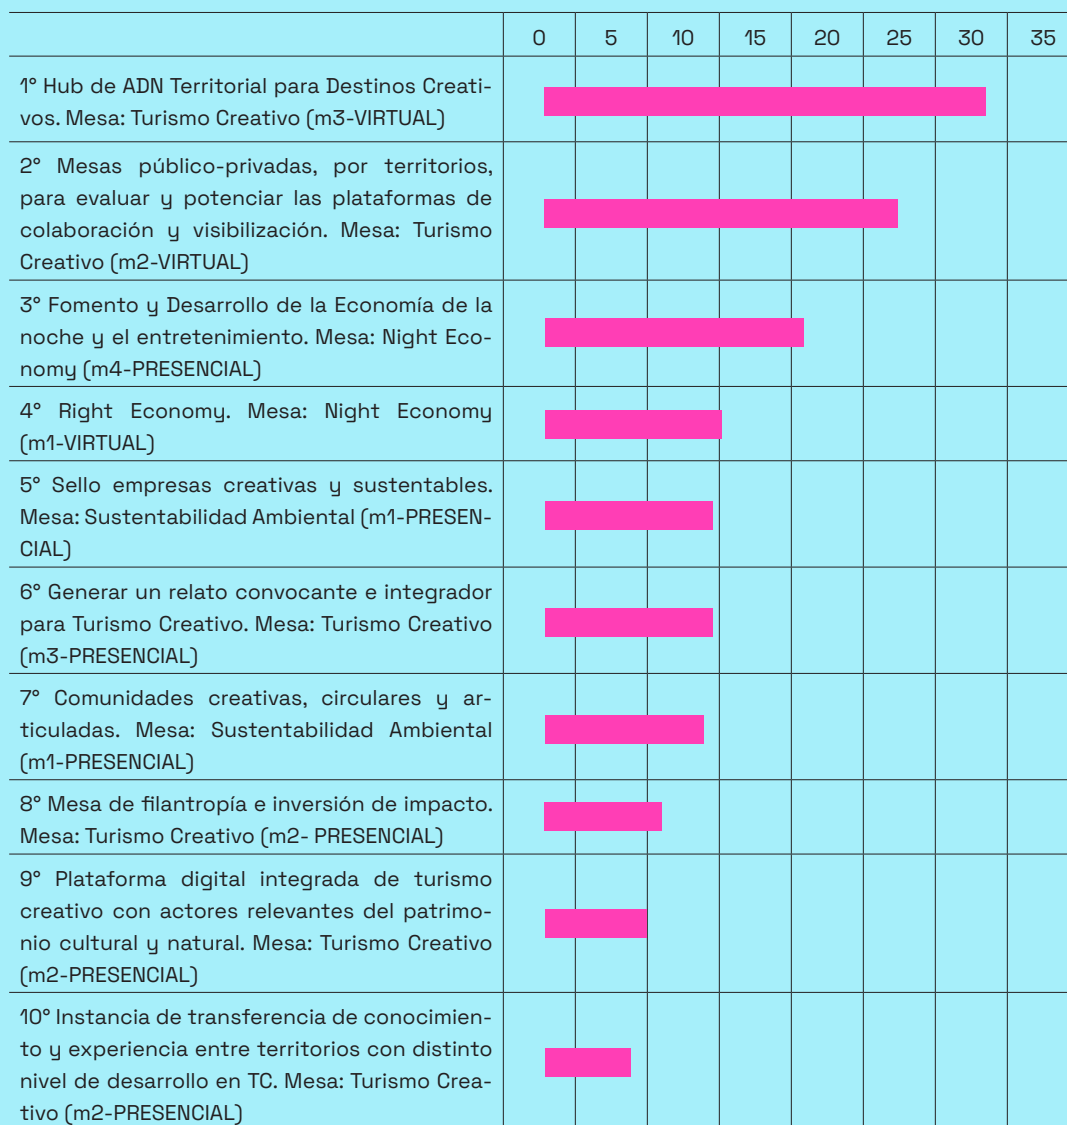 0 5 10 15 20 25 30 35
1° Hub de ADN Territorial para Destinos Creati-
vos. Mesa: Turismo Creativo (m3-VIRTUAL)
2° Mesas público-privadas, por territorios,
para evaluar y potenciar las plataformas de
colaboración y visibilización. Mesa: Turismo
Creativo (m2-VIRTUAL)
3° Fomento y Desarrollo de la Economía de la
noche y el entretenimiento. Mesa: Night Eco-
nomy (m4-PRESENCIAL)
4° Right Economy. Mesa: Night Economy
(m1-VIRTUAL)
5° Sello empresas creativas y sustentables.
Mesa: Sustentabilidad Ambiental (m1-PRESEN-
CIAL)
6° Generar un relato convocante e integrador
para Turismo Creativo. Mesa: Turismo Creativo
(m3-PRESENCIAL)
7° Comunidades creativas, circulares y ar-
ticuladas. Mesa: Sustentabilidad Ambiental
(m1-PRESENCIAL)
8° Mesa de filantropía e inversión de impacto.
Mesa: Turismo Creativo (m2- PRESENCIAL)
9° Plataforma digital integrada de turismo
creativo con actores relevantes del patrimo-
nio cultural y natural. Mesa: Turismo Creativo
(m2-PRESENCIAL)
10° Instancia de transferencia de conocimien-
to y experiencia entre territorios con distinto
nivel de desarrollo en TC. Mesa: Turismo Crea-
tivo (m2-PRESENCIAL)